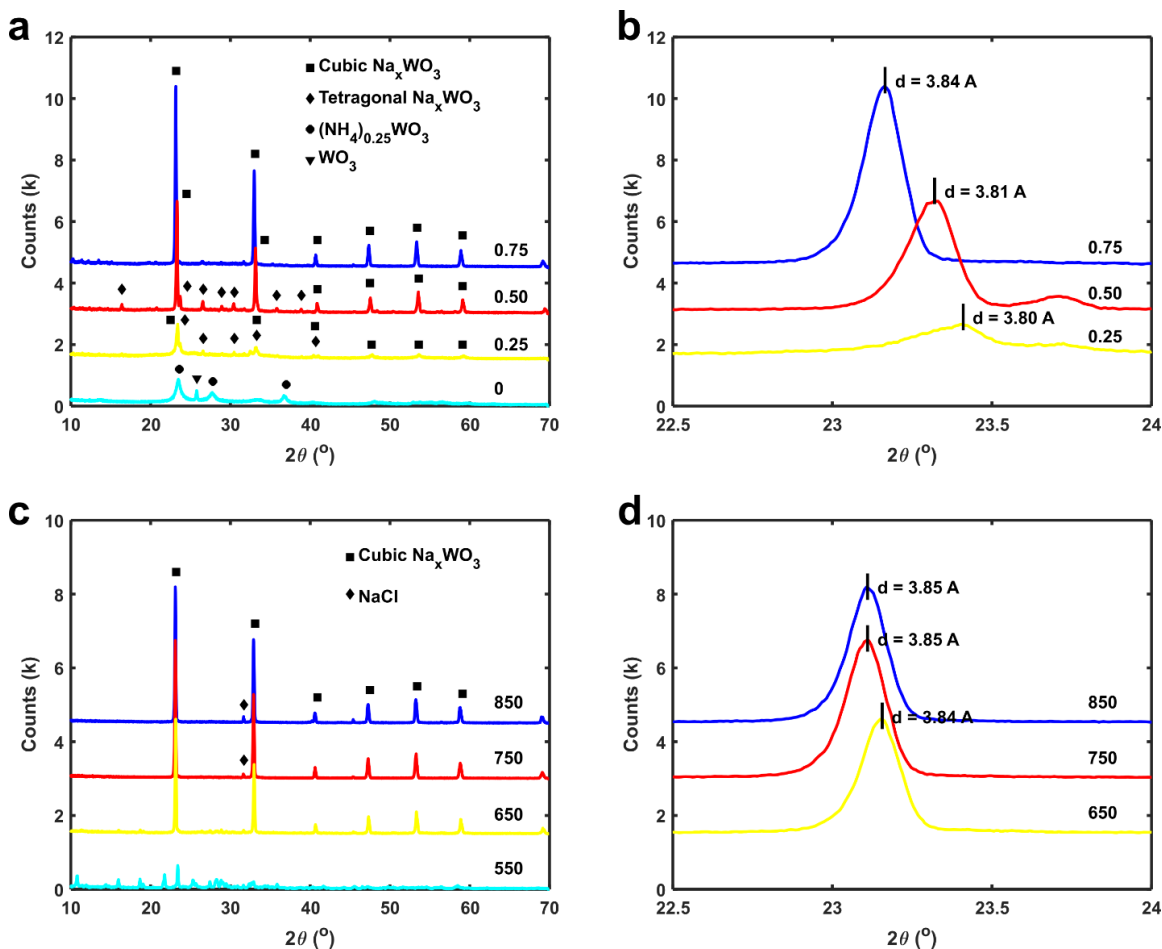 a
12
10
8
6
4
2
0
Counts (k)
■ Cubic NaₓWO₃
♦ Tetragonal NaₓWO₃
● (NH₄)₀.₂₅WO₃
▼ WO₃
0.75
0.50
0.25
0
10 20 30 40 50 60 70
2θ (°)
b
12
10
8
6
4
2
0
Counts (k)
d = 3.84 A
d = 3.81 A
d = 3.80 A
0.75
0.50
0.25
22.5 23 23.5 24
2θ (°)
c
10
8
6
4
2
0
Counts (k)
■ Cubic NaₓWO₃
♦ NaCl
850
750
650
550
10 20 30 40 50 60 70
2θ (°)
d
10
8
6
4
2
0
Counts (k)
d = 3.85 A
d = 3.85 A
d = 3.84 A
850
750
650
22.5 23 23.5 24
2θ (°)